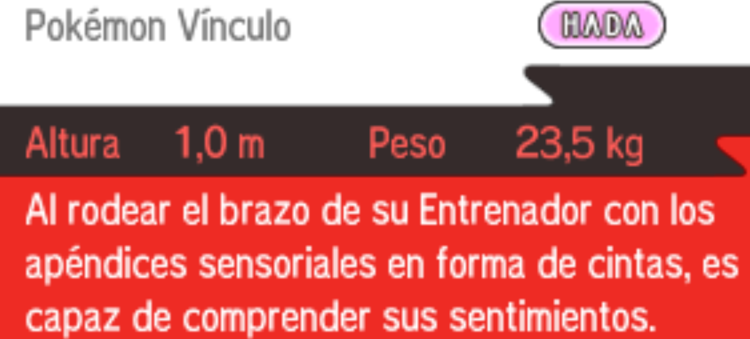 Pokémon Vínculo
HADA
Altura 1,0 m Peso 23,5 kg
Al rodear el brazo de su Entrenador con los
apéndices sensoriales en forma de cintas, es
capaz de comprender sus sentimientos.